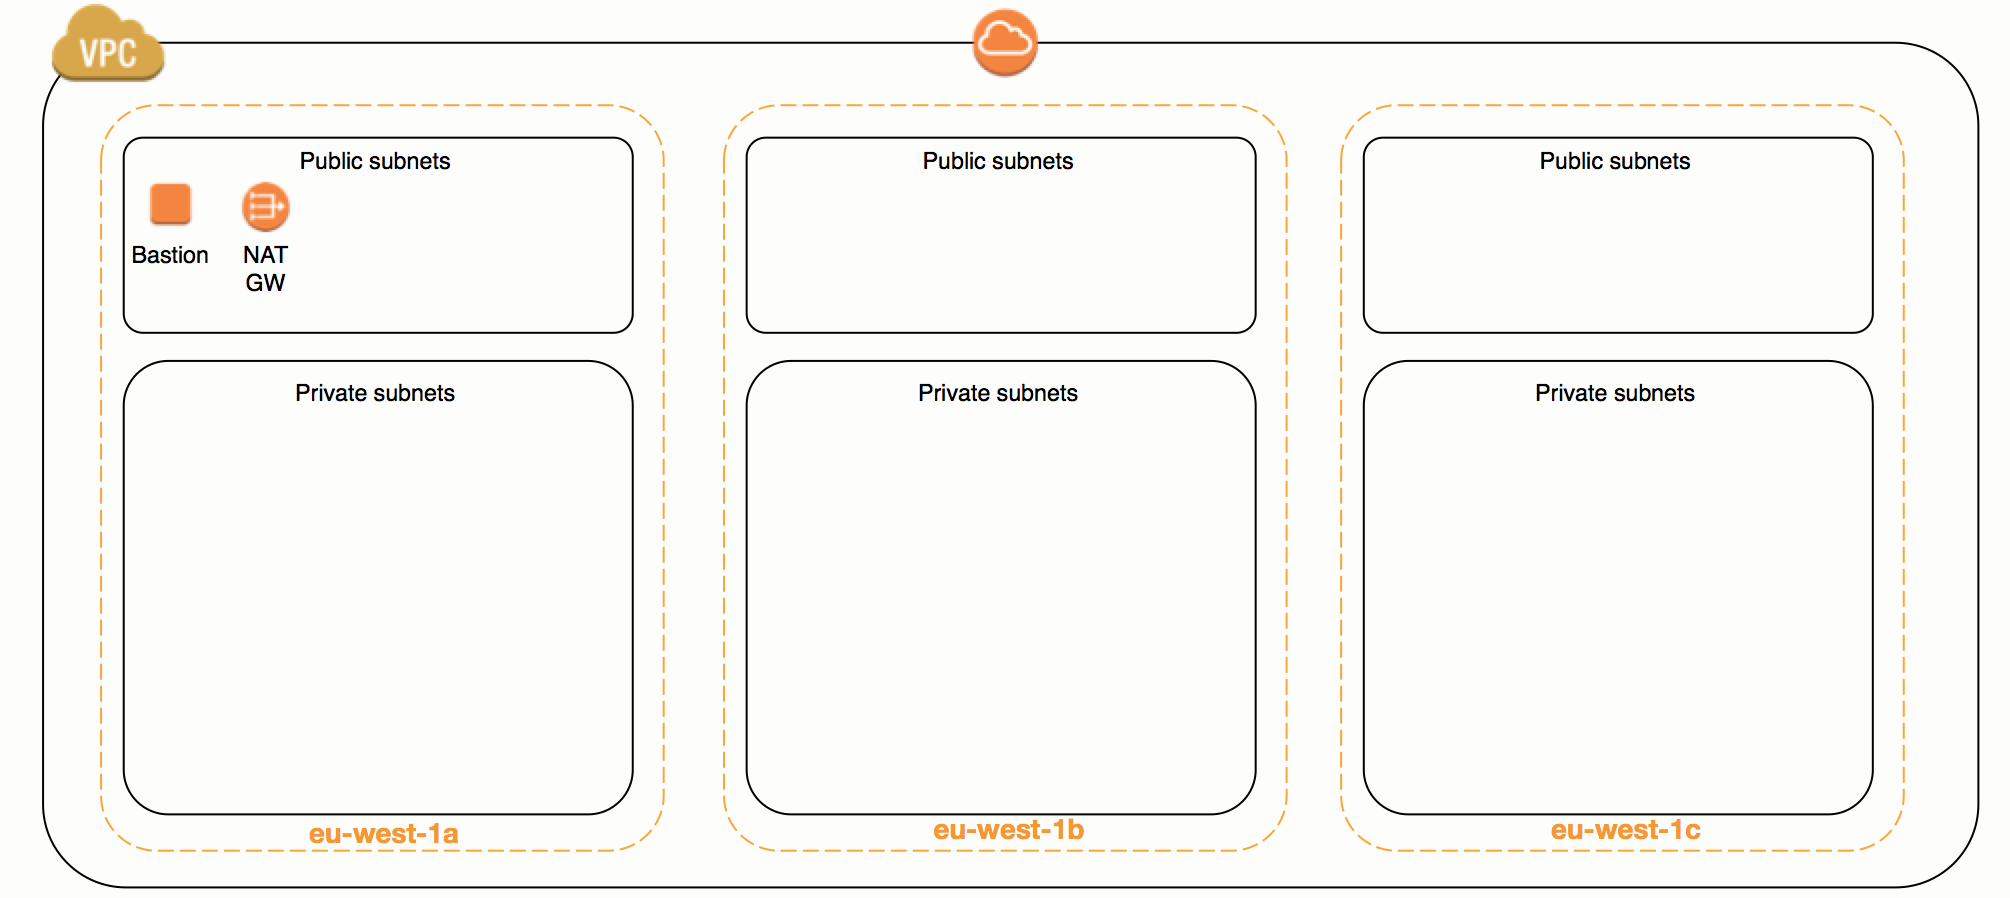 VPC
Public subnets
Public subnets
Public subnets
Bastion
NAT
GW
Private subnets
Private subnets
Private subnets
eu-west-1a
eu-west-1b
eu-west-1c